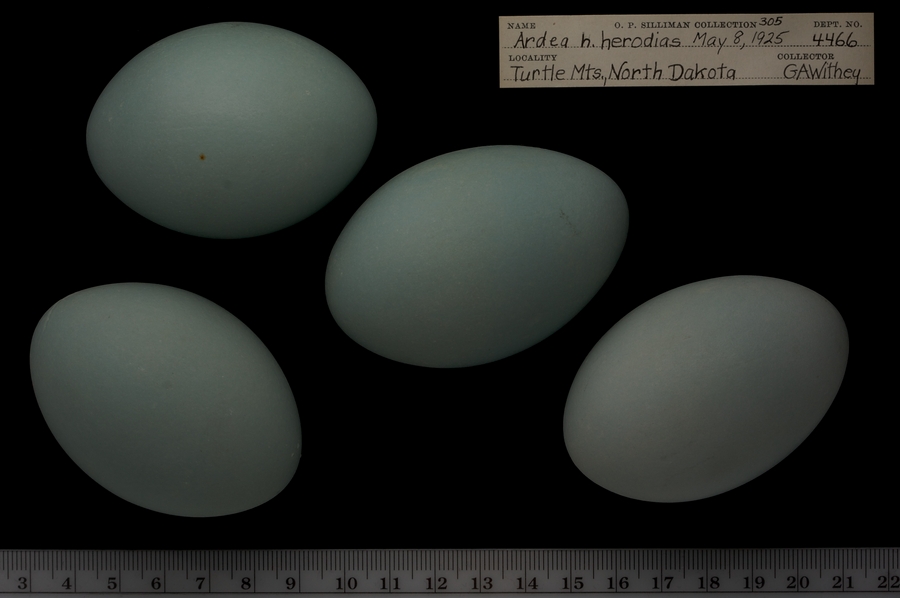 NAME O. P. SILLIMAN COLLECTION 305 DEPT. NO.
Ardea h. herodias May 8, 1925 4466
LOCALITY COLLECTOR
Turtle Mts., North Dakota GAWithey
3 4 5 6 7 8 9 10 11 12 13 14 15 16 17 18 19 20 21 22